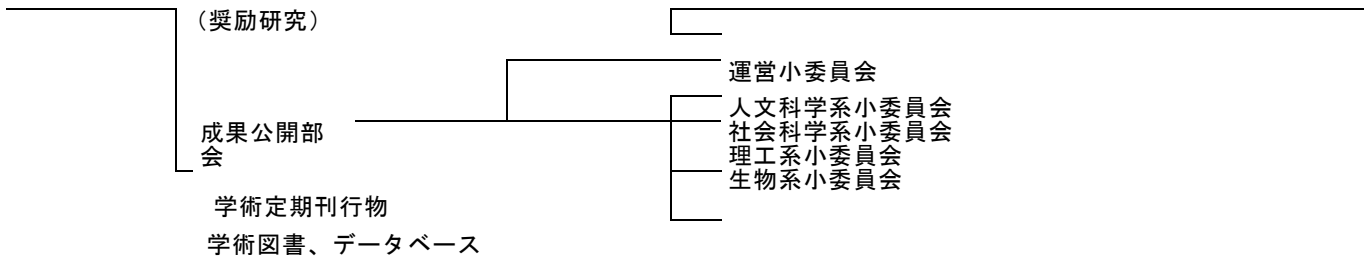 （奨励研究）
運営小委員会
人文科学系小委員会
成果公開部
会
社会科学系小委員会
理工系小委員会
生物系小委員会
学術定期刊行物
学術図書、データベース